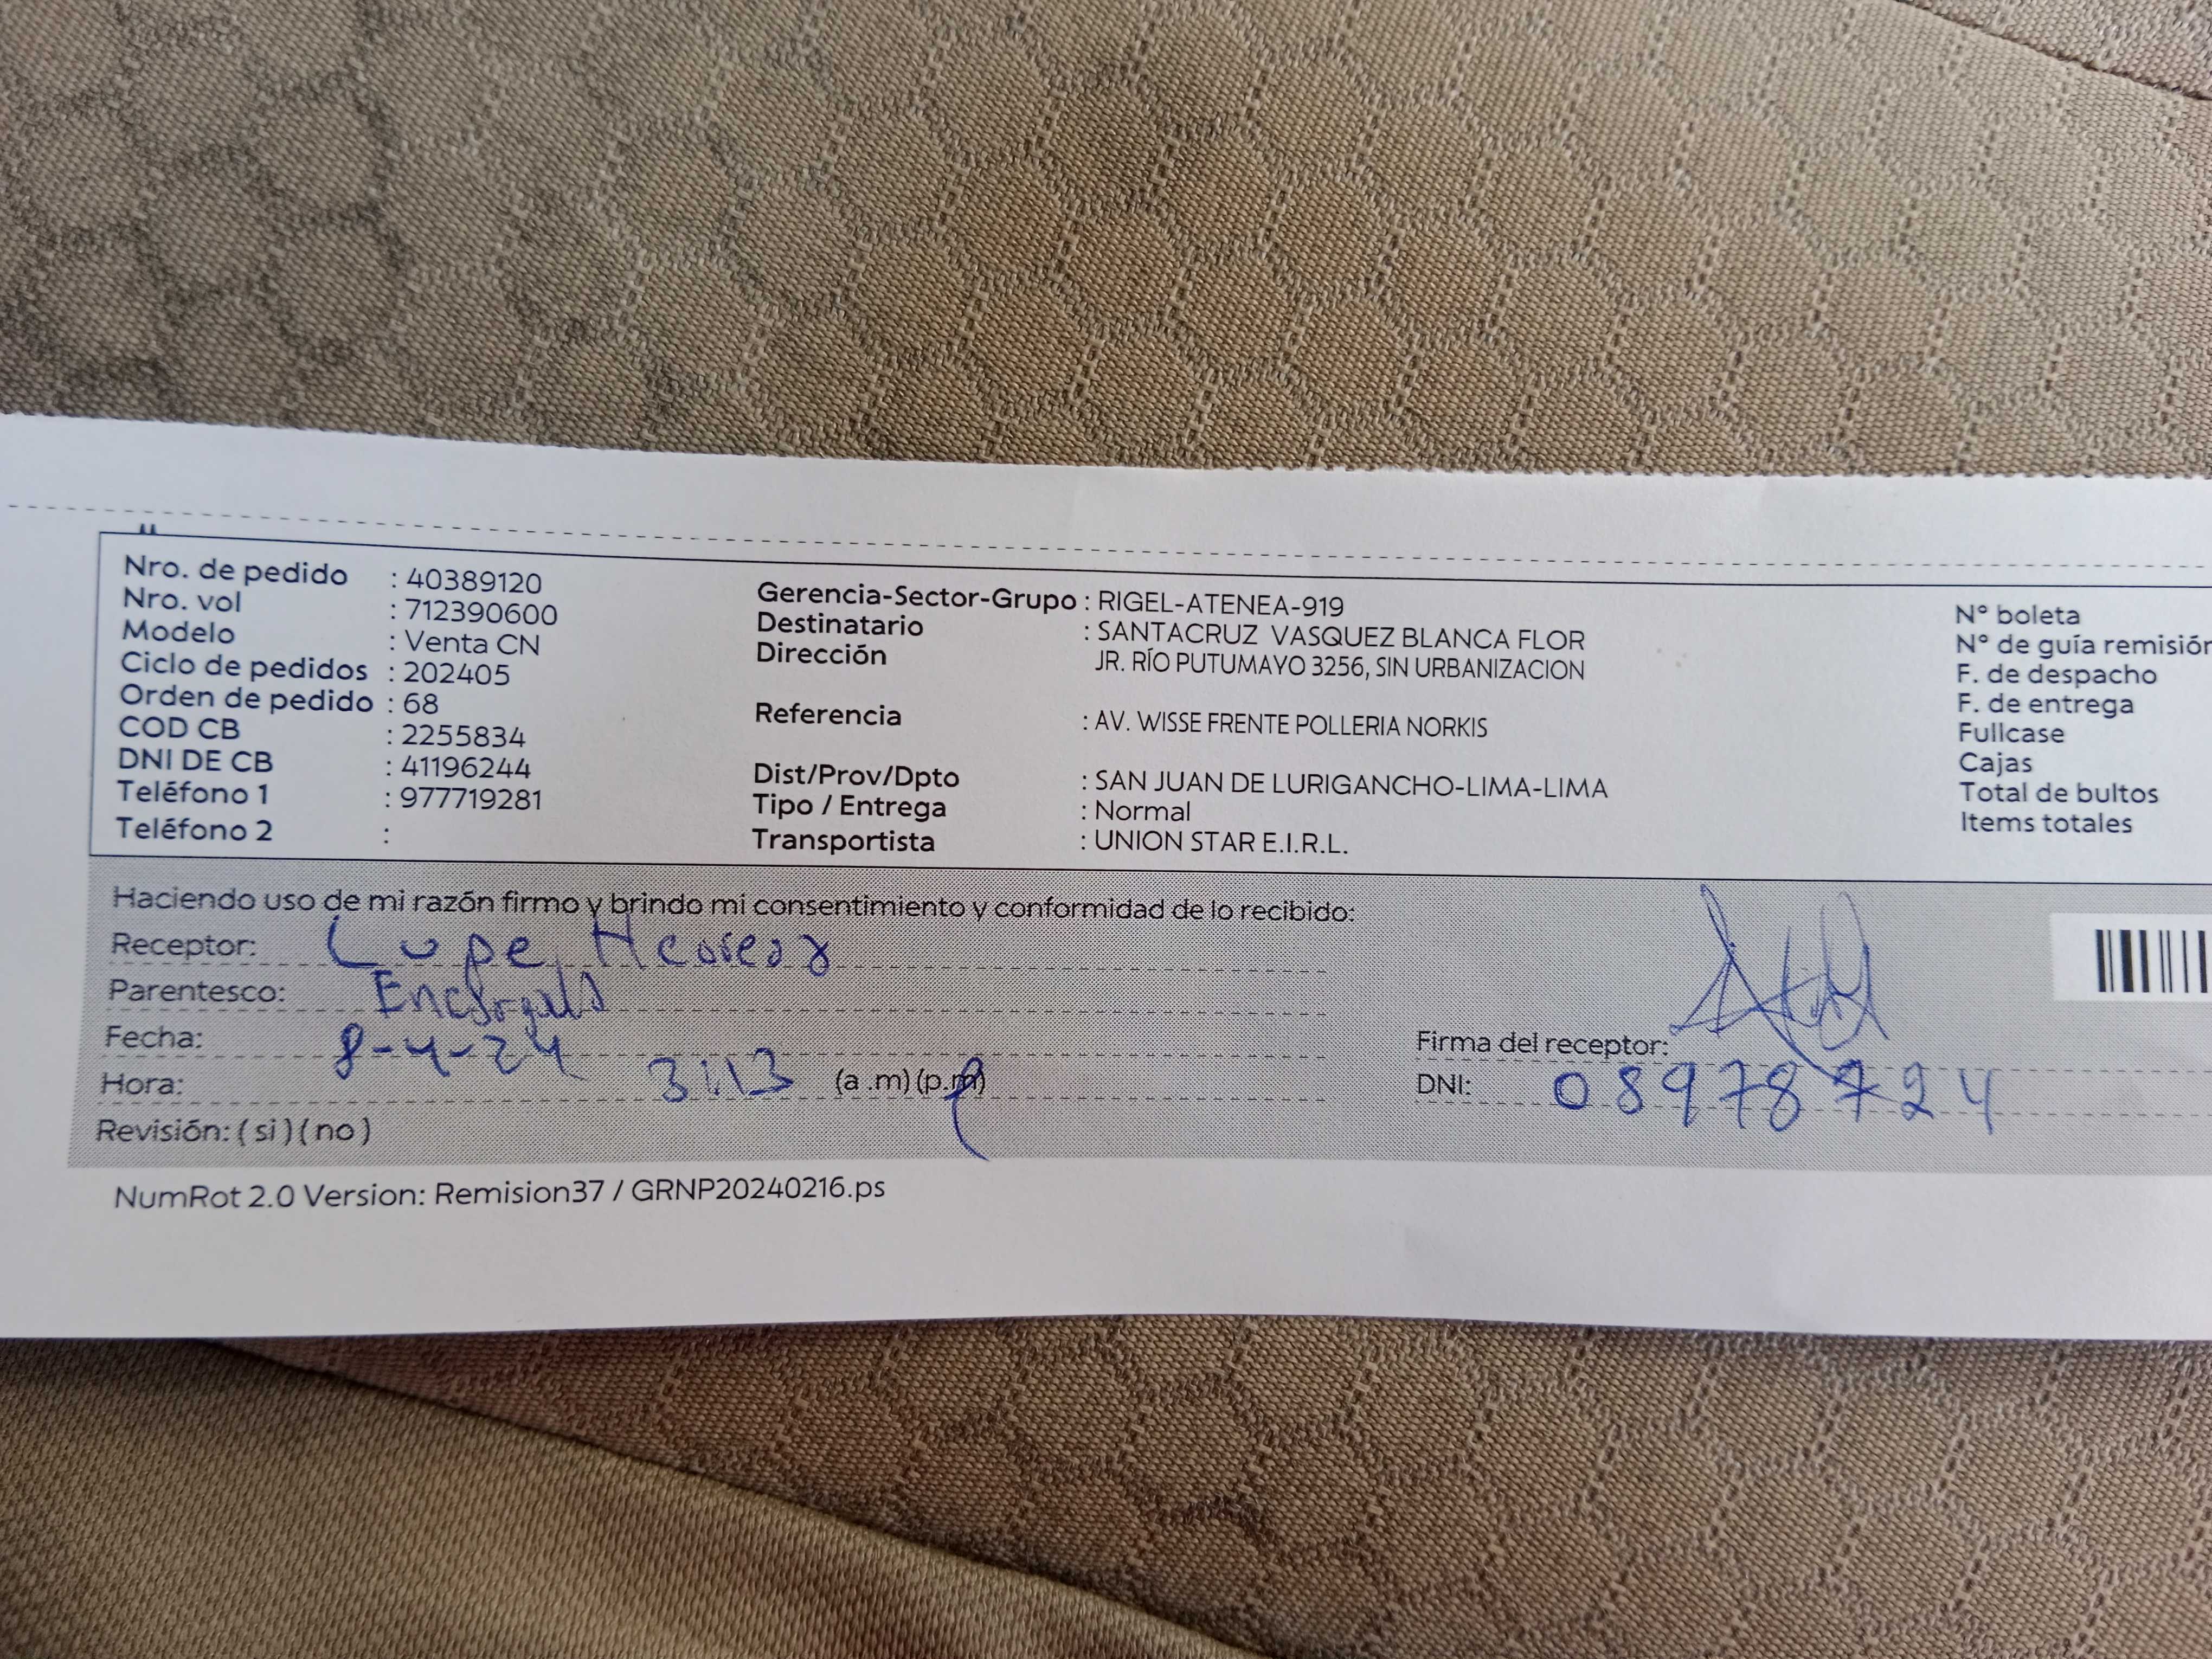 Nro. de pedido : 40389120
Nro. vol : 712390600
Modelo : Venta CN
Ciclo de pedidos : 202405
Orden de pedido : 68
COD CB : 2255834
DNI DE CB : 41196244
Teléfono 1 : 977719281
Teléfono 2 :
Gerencia-Sector-Grupo : RIGEL-ATENEA-919
Destinatario : SANTACRUZ VASQUEZ BLANCA FLOR
Dirección JR. RÍO PUTUMAYO 3256, SIN URBANIZACION
Referencia : AV. WISSE FRENTE POLLERIA NORKIS
Dist/Prov/Dpto : SAN JUAN DE LURIGANCHO-LIMA-LIMA
Tipo / Entrega : Normal
Transportista : UNION STAR E.I.R.L.
N° boleta
N° de guía remisión
F. de despacho
F. de entrega
Fullcase
Cajas
Total de bultos
Items totales
Haciendo uso de mi razón firmo y brindo mi consentimiento y conformidad de lo recibido:
Receptor: Lupe
Parentesco:
Fecha: 8-4-24
Hora: 3:13 (a .m) (p.m)
Revisión: ( si ) ( no )
Firma del receptor:
DNI: 08978724
NumRot 2.0 Version: Remision37 / GRNP20240216.ps